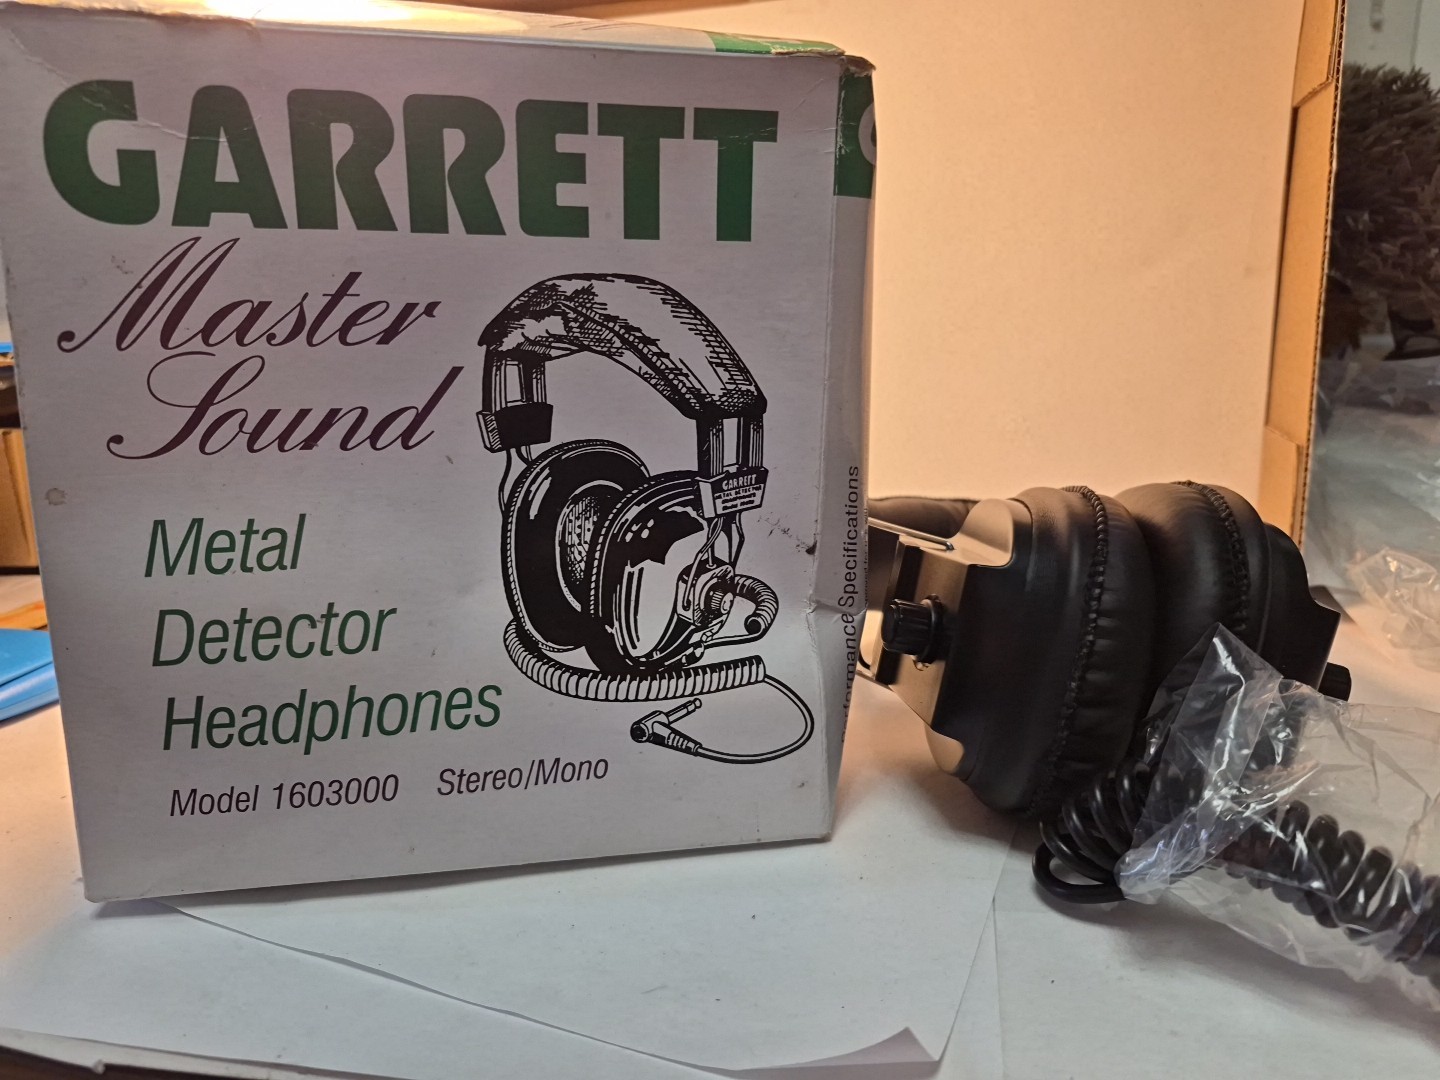 GARRETT
Master
Sound
Metal
Detector
Headphones
Model 1603000 Stereo/Mono
GARRETT
Performance Specifications